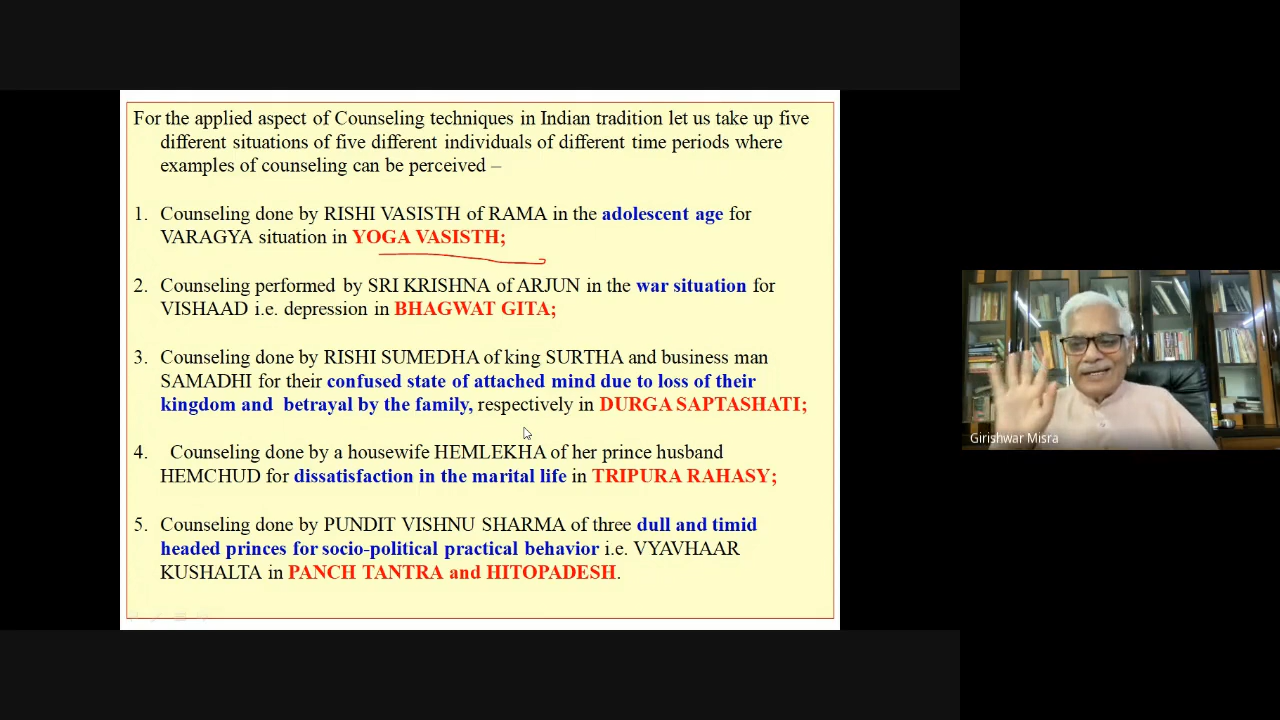 For the applied aspect of Counseling techniques in Indian tradition let us take up five
different situations of five different individuals of different time periods where
examples of counseling can be perceived –
1. Counseling done by RISHI VASISTH of RAMA in the adolescent age for
VARAGYA situation in YOGA VASISTH;
2. Counseling performed by SRI KRISHNA of ARJUN in the war situation for
VISHAAD i.e. depression in BHAGWAT GITA;
3. Counseling done by RISHI SUMEDHA of king SURTHA and business man
SAMADHI for their confused state of attached mind due to loss of their
kingdom and betrayal by the family, respectively in DURGA SAPTASHATI;
4. Counseling done by a housewife HEMLEKHA of her prince husband
HEMCHUD for dissatisfaction in the marital life in TRIPURA RAHASY;
5. Counseling done by PUNDIT VISHNU SHARMA of three dull and timid
headed princes for socio-political practical behavior i.e. VYAVHAAR
KUSHALTA in PANCH TANTRA and HITOPADESH.
Girishwar Misra